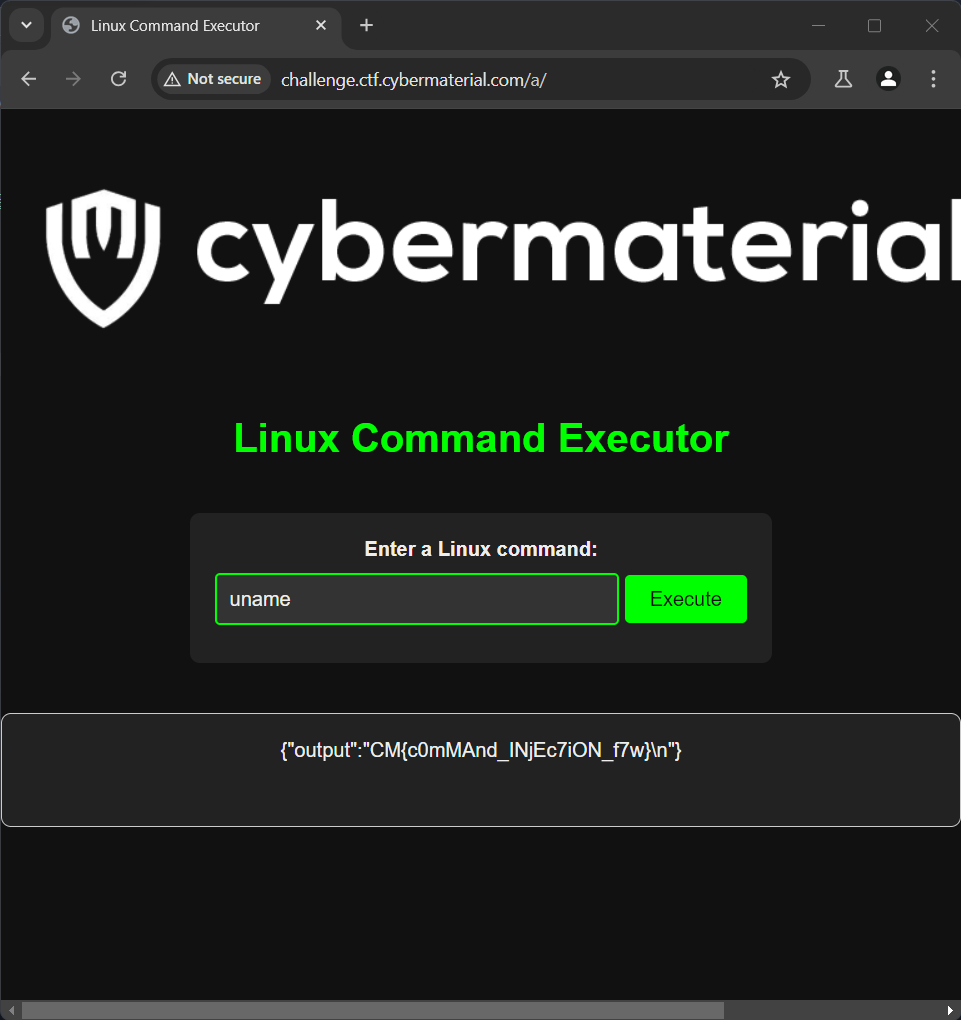 Linux Command Executor
Not secure
challenge.ctf.cybermaterial.com/a/
cybermaterial
Linux Command Executor
Enter a Linux command:
uname
Execute
{"output":"CM{c0mMAnd_INjEc7iON_f7w}\n"}